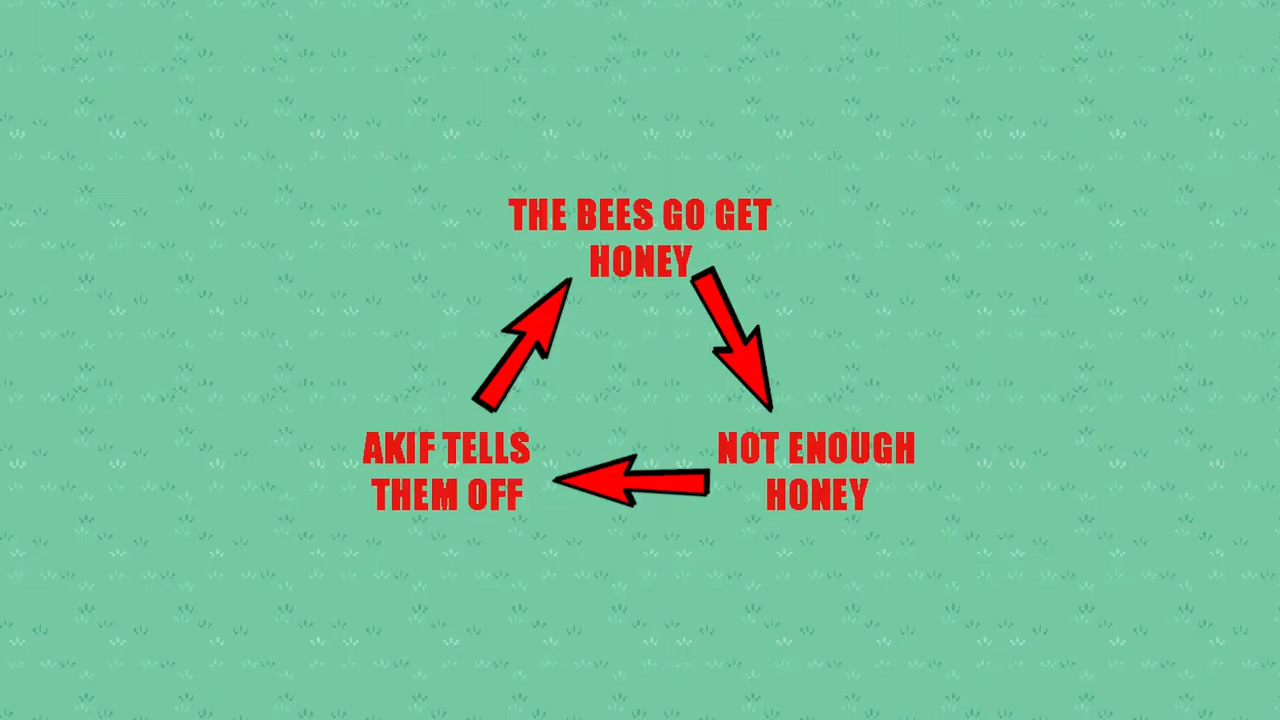 THE BEES GO GET
HONEY
AKIF TELLS
THEM OFF
NOT ENOUGH
HONEY